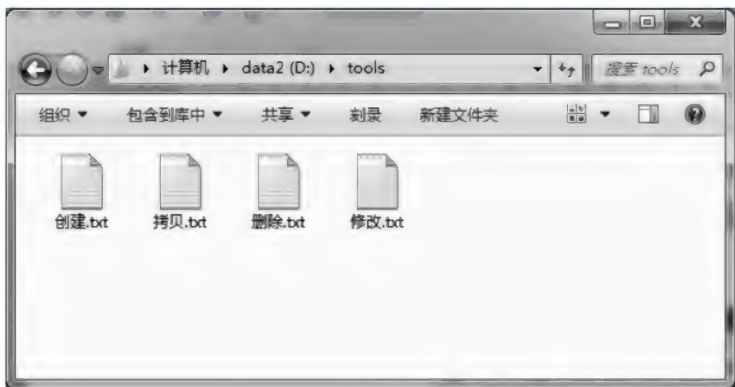 计算机 data2 (D:) tools 搜索 tools
组织 包含到库中 共享 刻录 新建文件夹
创建.txt 拷贝.txt 删除.txt 修改.txt